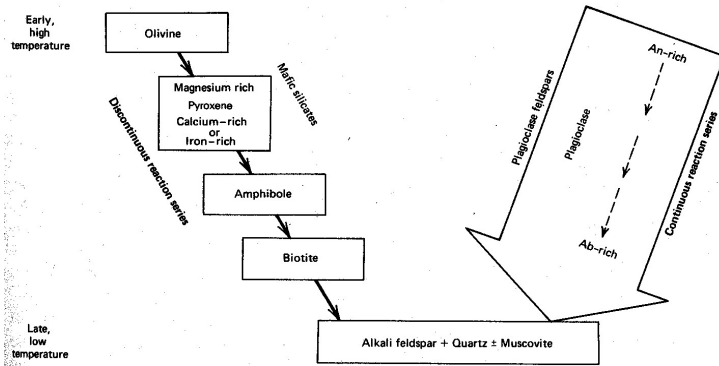 Early,
high
temperature
Olivine
Magnesium rich
Pyroxene
Calcium-rich
or
Iron-rich
Mafic silicates
Discontinuous reaction series
Amphibole
Biotite
Plagioclase feldspars
Plagioclase
An-rich
Ab-rich
Continuous reaction series
Late,
low
temperature
Alkali feldspar + Quartz ± Muscovite